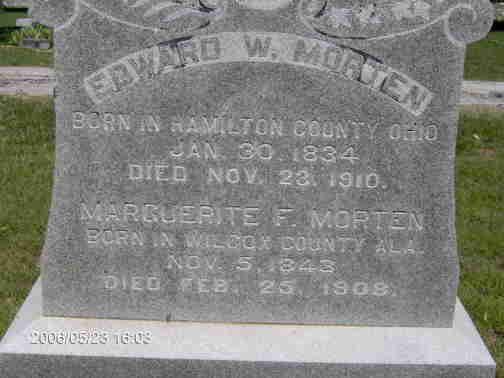 EDWARD W. MORTEN
BORN IN HAMILTON COUNTY OHIO
JAN. 30. 1834
DIED NOV. 23. 1910.
MARGUERITE F. MORTEN
BORN IN WILCOX COUNTY ALA.
NOV. 5. 1843
DIED FEB. 25. 1908.
2006/05/23 16:03